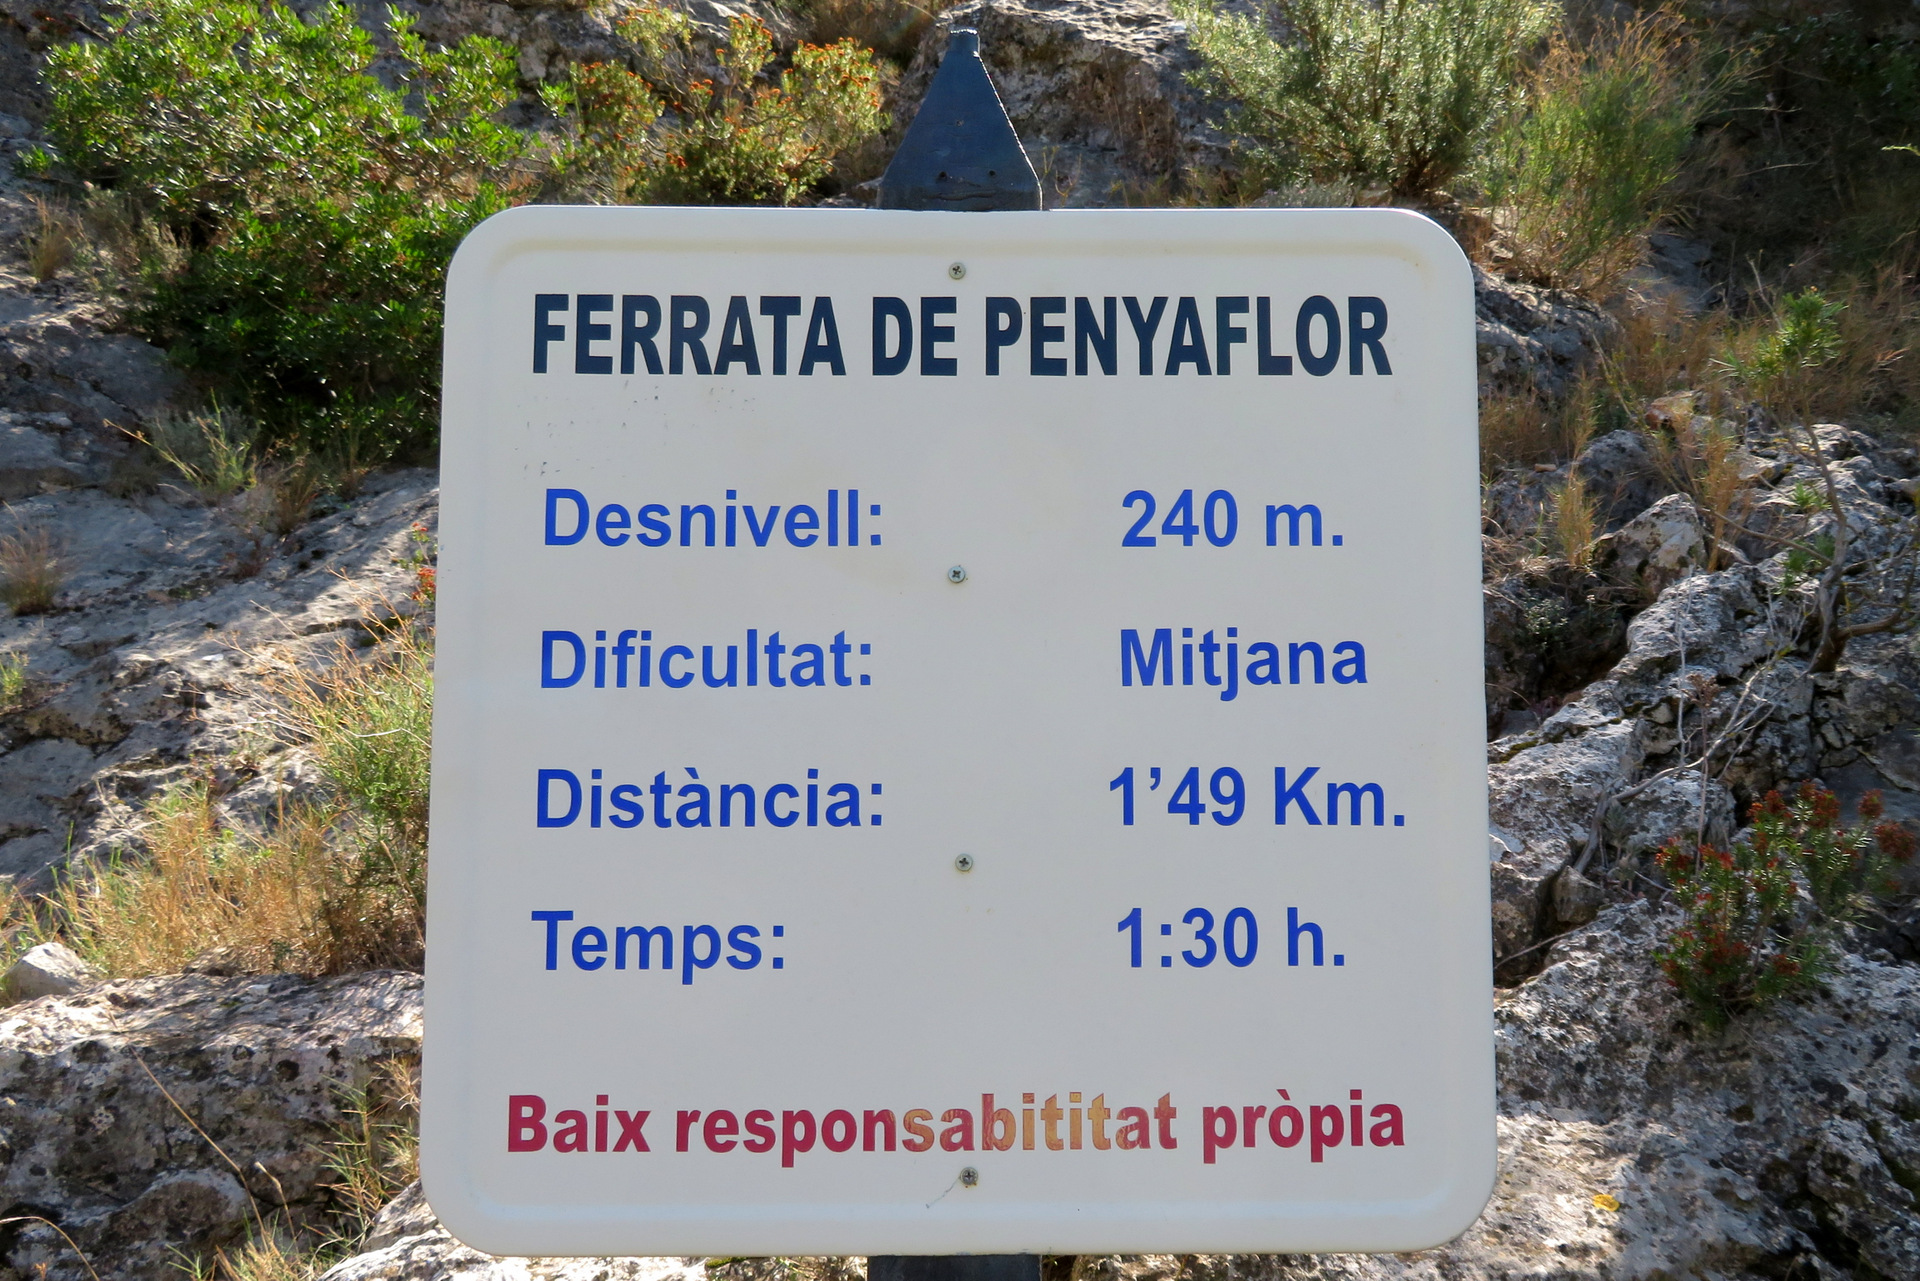 FERRATA DE PENYAFLOR
Desnivell: 240 m.
Dificultat: Mitjana
Distància: 1’49 Km.
Temps: 1:30 h.
Baix responsabititat pròpia